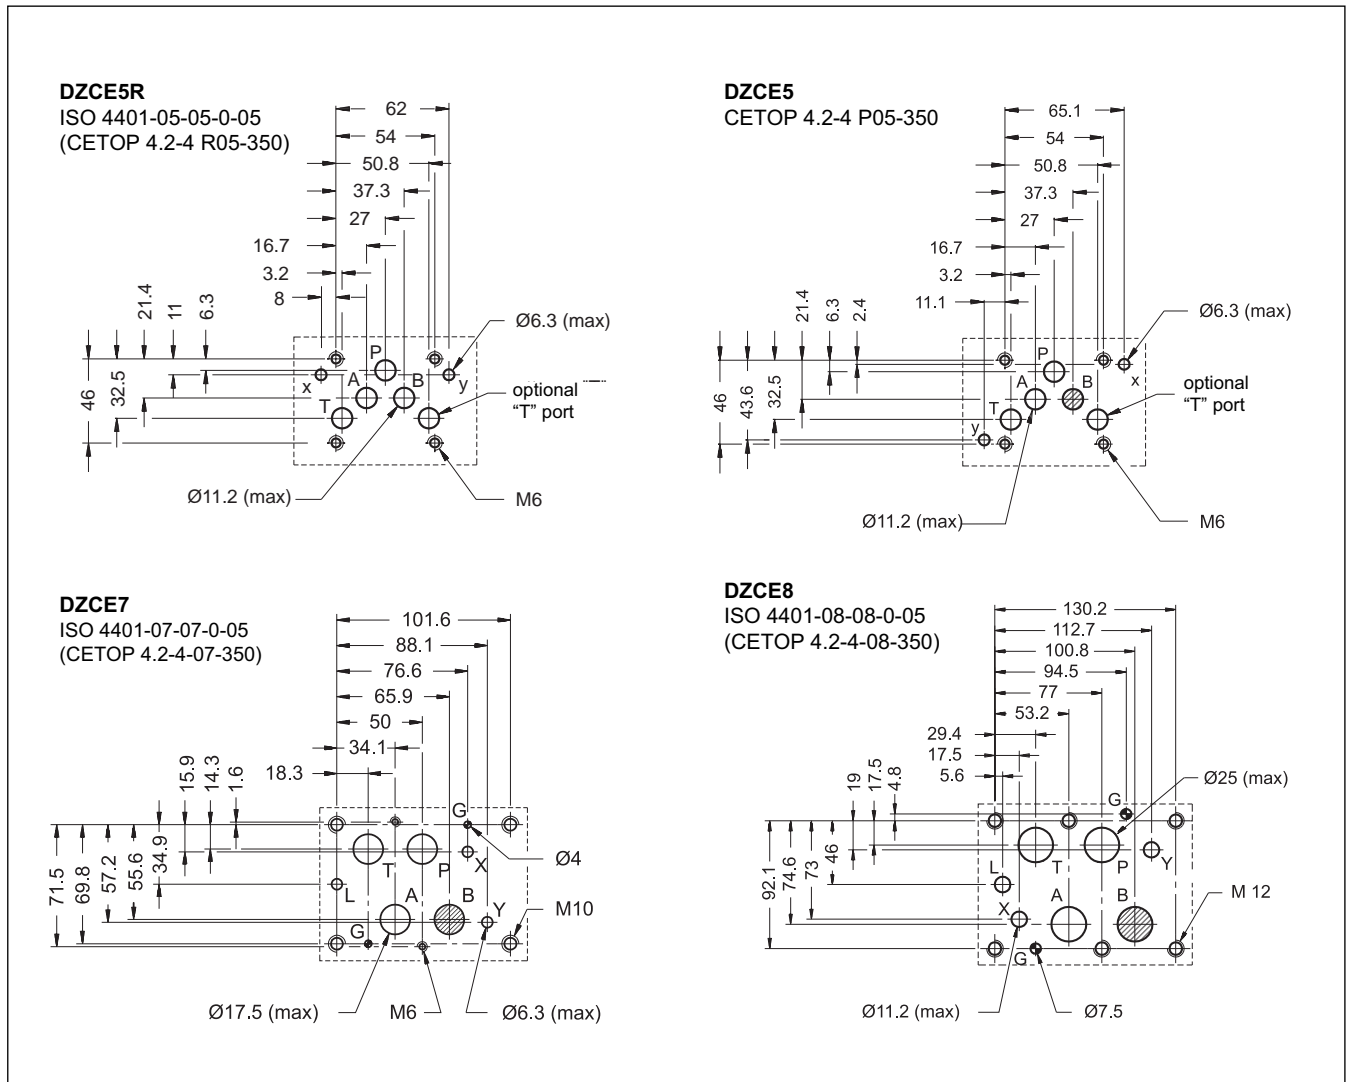 DZCE5R
ISO 4401-05-05-0-05
(CETOP 4.2-4 R05-350)
62
54
50.8
37.3
27
16.7
3.2
8
21.4
11
6.3
46
32.5
P
x
A
B
y
T
Ø6.3 (max)
optional
“T” port
Ø11.2 (max)
M6
DZCE5
CETOP 4.2-4 P05-350
65.1
54
50.8
37.3
27
16.7
3.2
11.1
21.4
6.3
2.4
46
43.6
32.5
P
A
B
x
T
y
Ø6.3 (max)
optional
“T” port
Ø11.2 (max)
M6
DZCE7
ISO 4401-07-07-0-05
(CETOP 4.2-4-07-350)
101.6
88.1
76.6
65.9
50
34.1
18.3
15.9
14.3
1.6
71.5
69.8
57.2
55.6
34.9
G
T
P
X
L
A
B
Y
G
Ø4
M10
Ø17.5 (max)
M6
Ø6.3 (max)
DZCE8
ISO 4401-08-08-0-05
(CETOP 4.2-4-08-350)
130.2
112.7
100.8
94.5
77
53.2
29.4
17.5
5.6
19
17.5
4.8
92.1
74.6
73
46
G
T
P
Y
L
A
B
X
G
Ø25 (max)
M 12
Ø11.2 (max)
Ø7.5